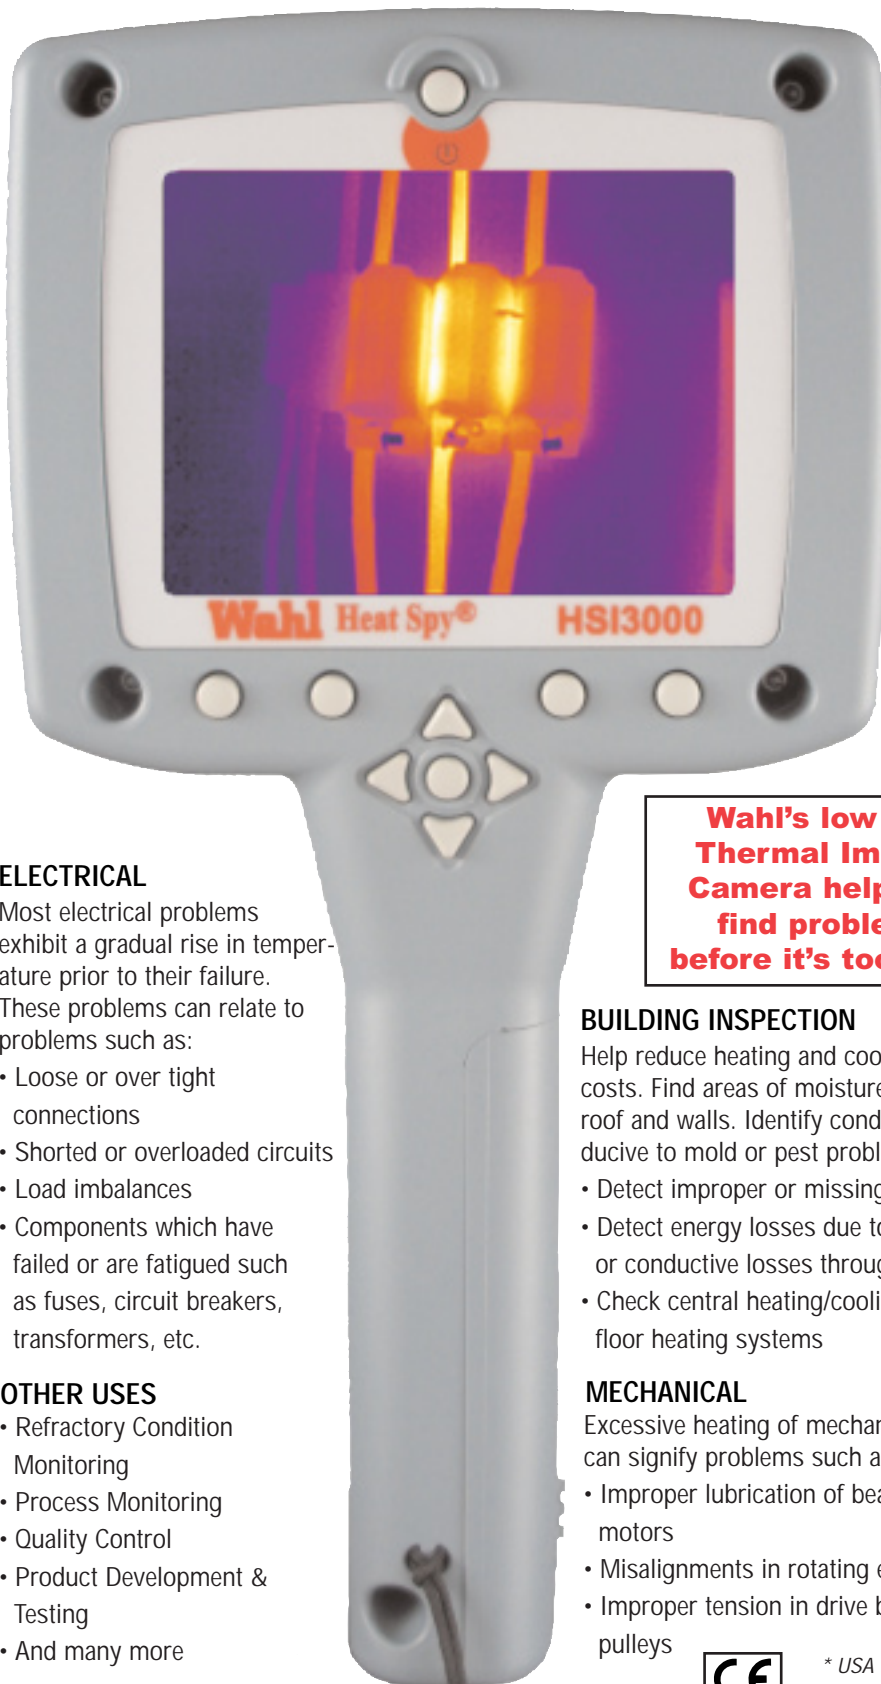 Wahl Heat Spy® HSI3000
ELECTRICAL
Most electrical problems
exhibit a gradual rise in temper-
ature prior to their failure.
These problems can relate to
problems such as:
• Loose or over tight
connections
• Shorted or overloaded circuits
• Load imbalances
• Components which have
failed or are fatigued such
as fuses, circuit breakers,
transformers, etc.
OTHER USES
• Refractory Condition
Monitoring
• Process Monitoring
• Quality Control
• Product Development &
Testing
• And many more
Wahl's low
Thermal Im
Camera help
find proble
before it's too
BUILDING INSPECTION
Help reduce heating and coo
costs. Find areas of moisture
roof and walls. Identify cond
ducive to mold or pest probl
• Detect improper or missing
• Detect energy losses due to
or conductive losses throug
• Check central heating/cooli
floor heating systems
MECHANICAL
Excessive heating of mechan
can signify problems such a
• Improper lubrication of bea
motors
• Misalignments in rotating e
• Improper tension in drive b
pulleys
CE
* USA